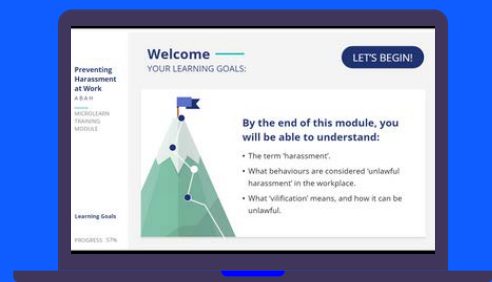 Preventing
Harassment
at Work
A B A H
MICROLEARN
TRAINING
MODULE
Learning Goals
PROGRESS 57%
Welcome
YOUR LEARNING GOALS:
LET'S BEGIN!
By the end of this module, you
will be able to understand:
• The term 'harassment'.
• What behaviours are considered 'unlawful
harassment' in the workplace.
• What 'vilification' means, and how it can be
unlawful.